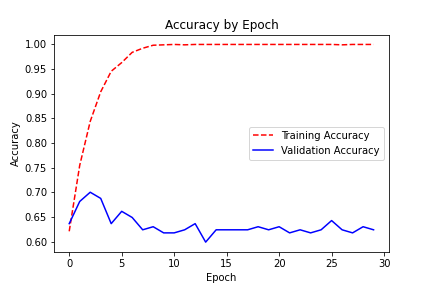 Accuracy by Epoch
1.00
0.95
0.90
0.85
0.80
0.75
0.70
0.65
0.60
Accuracy
Training Accuracy
Validation Accuracy
0 5 10 15 20 25 30
Epoch